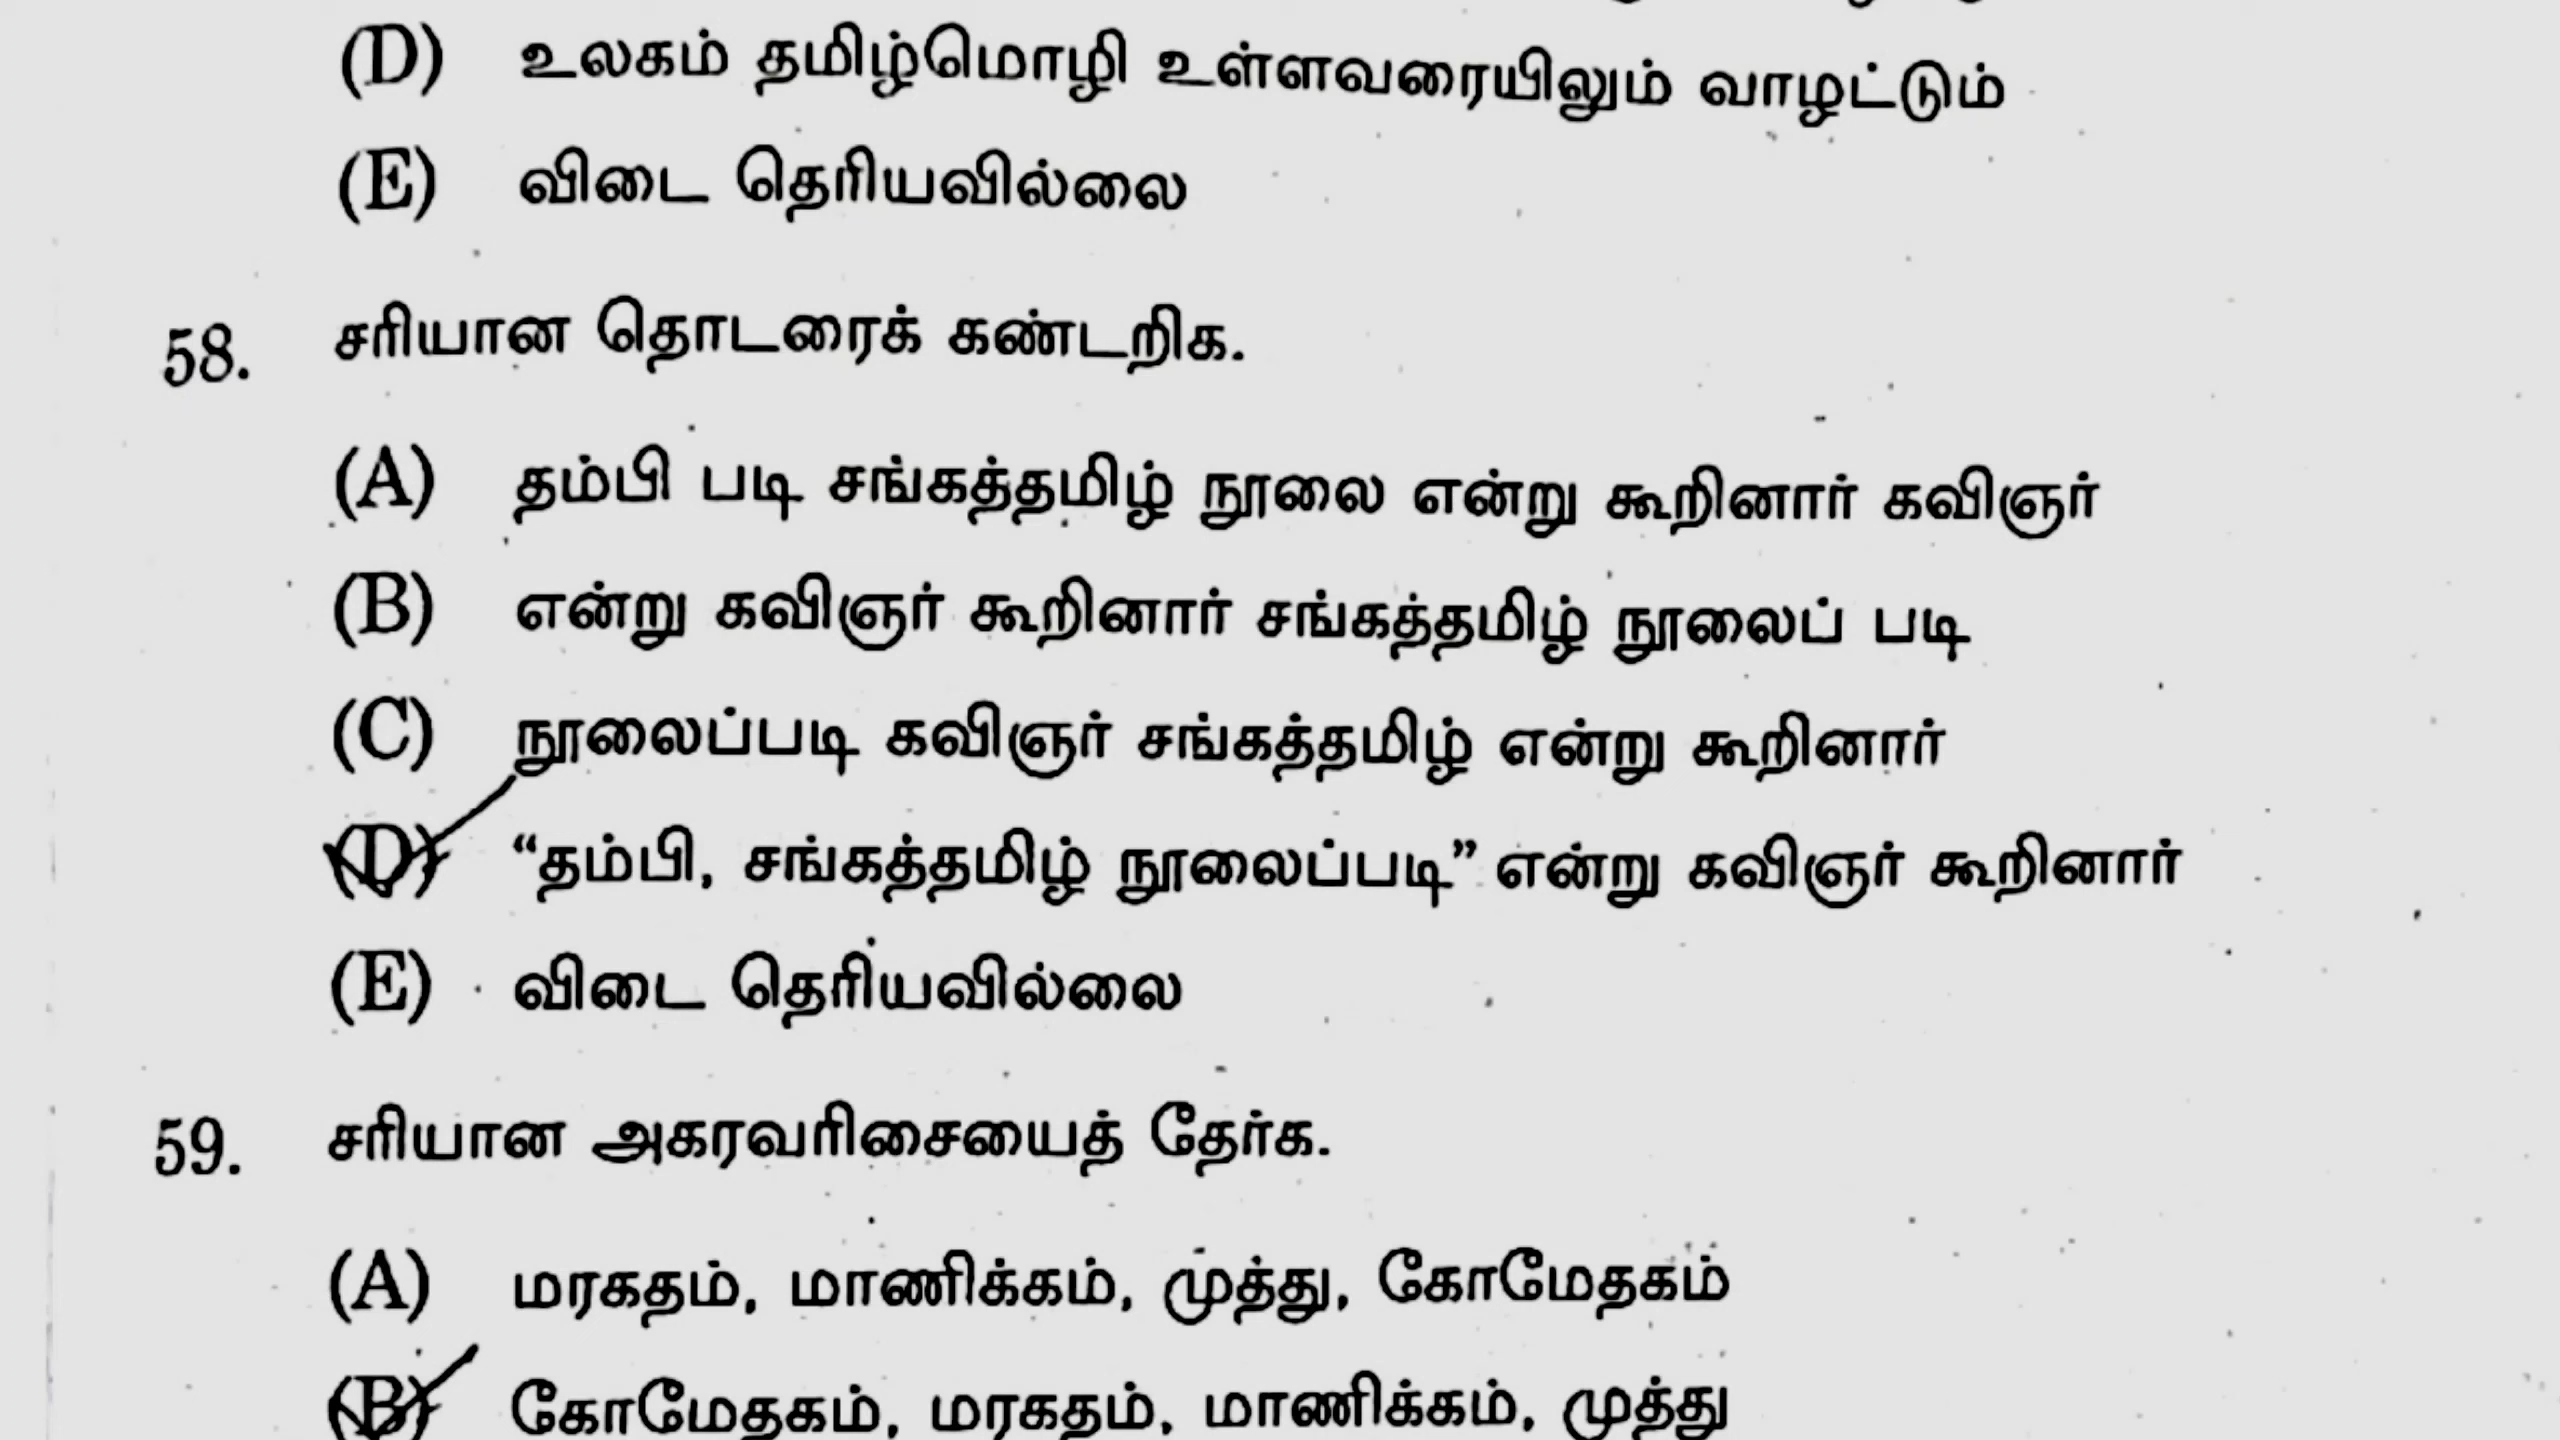 (D) உலகம் தமிழ்மொழி உள்ளவரையிலும் வாழட்டும்
(E) விடை தெரியவில்லை
58. சரியான தொடரைக் கண்டறிக.
(A) தம்பி படி சங்கத்தமிழ் நூலை என்று கூறினார் கவிஞர்
(B) என்று கவிஞர் கூறினார் சங்கத்தமிழ் நூலைப் படி
(C) நூலைப்படி கவிஞர் சங்கத்தமிழ் என்று கூறினார்
(D) “தம்பி, சங்கத்தமிழ் நூலைப்படி” என்று கவிஞர் கூறினார்
(E) விடை தெரியவில்லை
59. சரியான அகரவரிசையைத் தேர்க.
(A) மரகதம், மாணிக்கம், முத்து, கோமேதகம்
(B) கோமேதகம், மரகதம், மாணிக்கம், முத்து